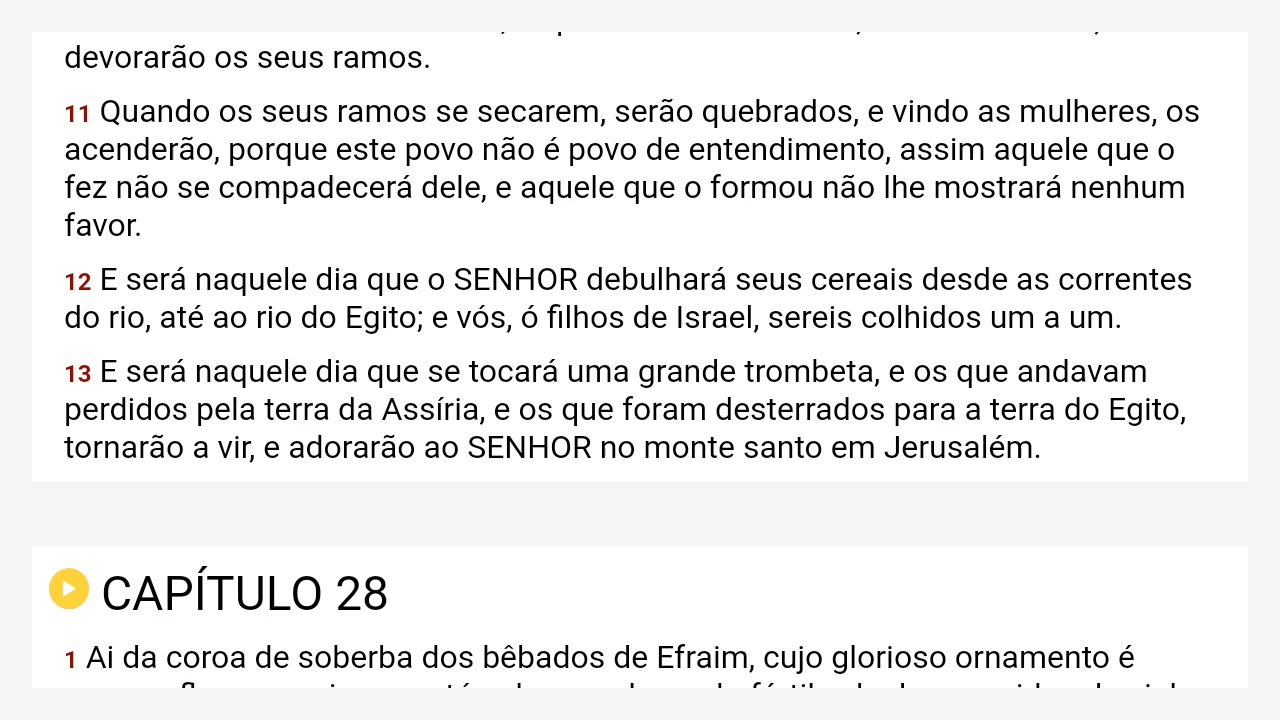 devorarão os seus ramos.
11 Quando os seus ramos se secarem, serão quebrados, e vindo as mulheres, os
acenderão, porque este povo não é povo de entendimento, assim aquele que o
fez não se compadecerá dele, e aquele que o formou não lhe mostrará nenhum
favor.
12 E será naquele dia que o SENHOR debulhará seus cereais desde as correntes
do rio, até ao rio do Egito; e vós, ó filhos de Israel, sereis colhidos um a um.
13 E será naquele dia que se tocará uma grande trombeta, e os que andavam
perdidos pela terra da Assíria, e os que foram desterrados para a terra do Egito,
tornarão a vir, e adorarão ao SENHOR no monte santo em Jerusalém.
CAPÍTULO 28
1 Ai da coroa de soberba dos bêbados de Efraim, cujo glorioso ornamento é